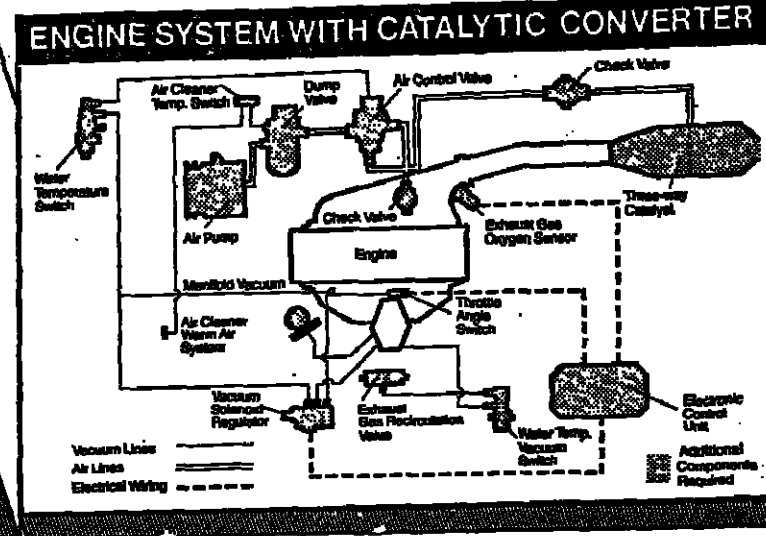 ENGINE SYSTEM WITH CATALYTIC CONVERTER
Air Cleaner
Temp. Switch
Dump
Valve
Air Control Valve
Check Valve
Water
Temperature
Switch
Air Pump
Check Valve
Exhaust Gas
Oxygen Sensor
Three-way
Catalyst
Engine
Manifold Vacuum
Throttle
Angle
Switch
Air Cleaner
Warm Air
System
Vacuum
Solenoid
Regulator
Exhaust
Gas Recirculation
Valve
Water Temp.
Vacuum
Switch
Electronic
Control
Unit
Vacuum Lines
Air Lines
Electrical Wiring
Additional
Components
Required